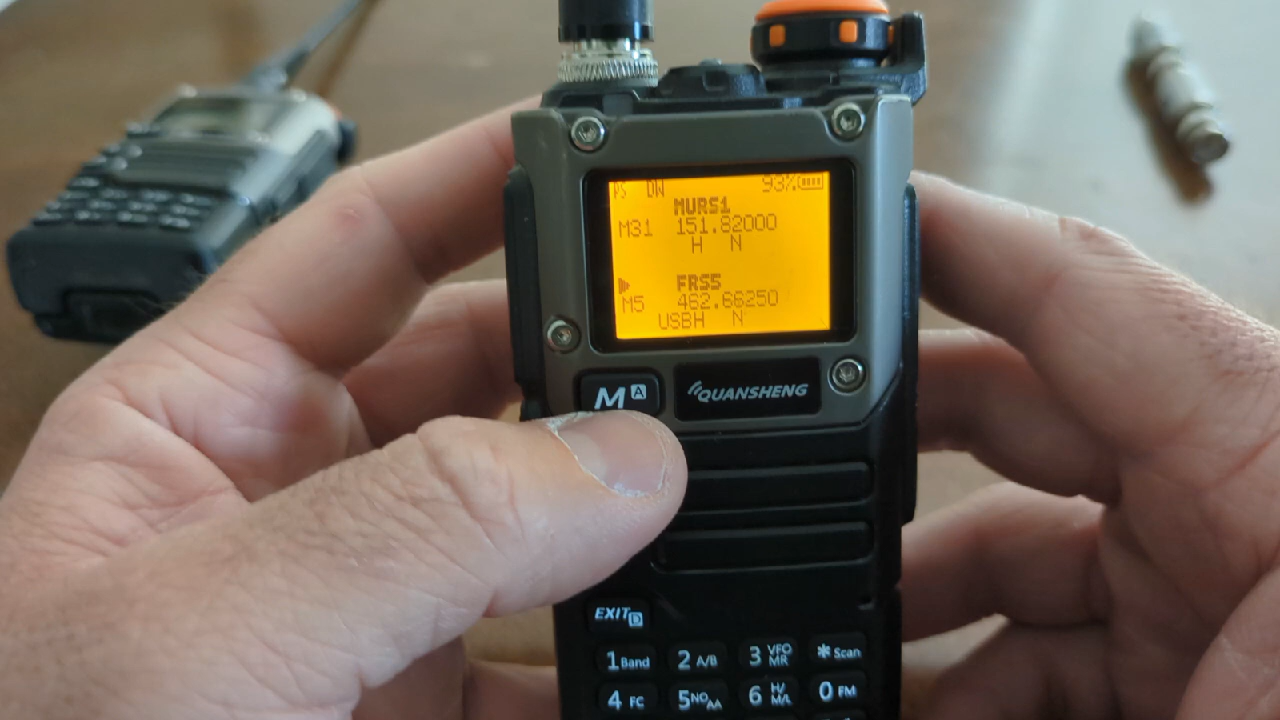 PS DW 93%
MURS1
M31 151.82000
H N
FRS5
M5 462.66250
USBH N
M A
QUANSHENG
EXIT D
1 Band 2 A/B 3 VFO MR * Scan
4 FC 5 NOAA 6 H/M/L 0 FM